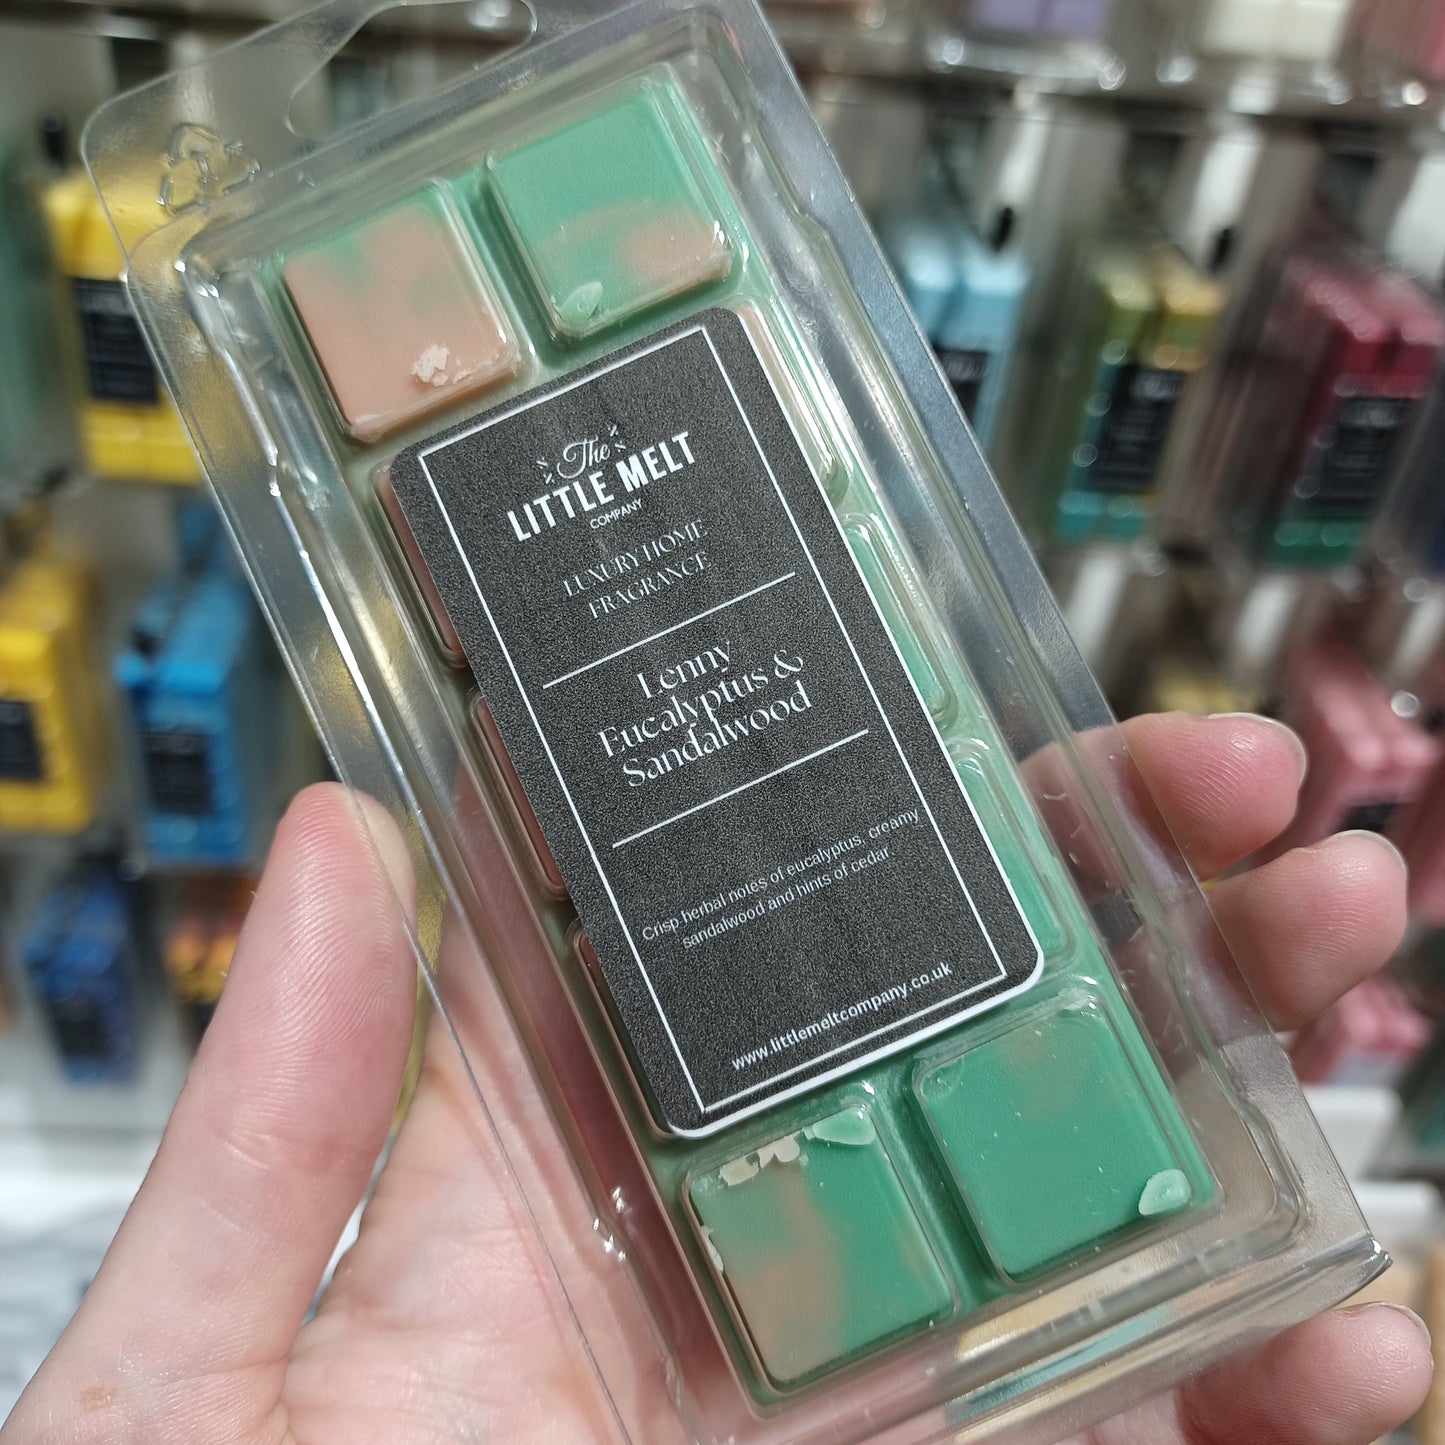 The
LITTLE MELT
COMPANY
LUXURY HOME
FRAGRANCE
Lenny
Eucalyptus &
Sandalwood
Crisp herbal notes of eucalyptus, creamy
sandalwood and hints of cedar
www.littlemeltcompany.co.uk